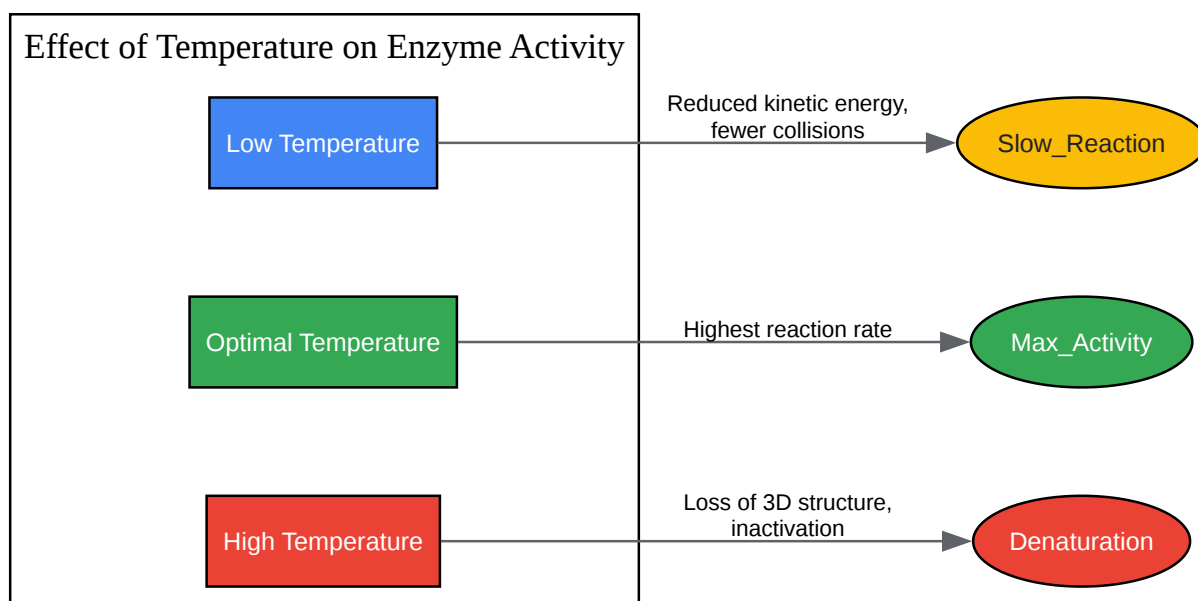 Effect of Temperature on Enzyme Activity
Low Temperature
Reduced kinetic energy,
fewer collisions
Slow_Reaction
Optimal Temperature
Highest reaction rate
Max_Activity
High Temperature
Loss of 3D structure,
inactivation
Denaturation